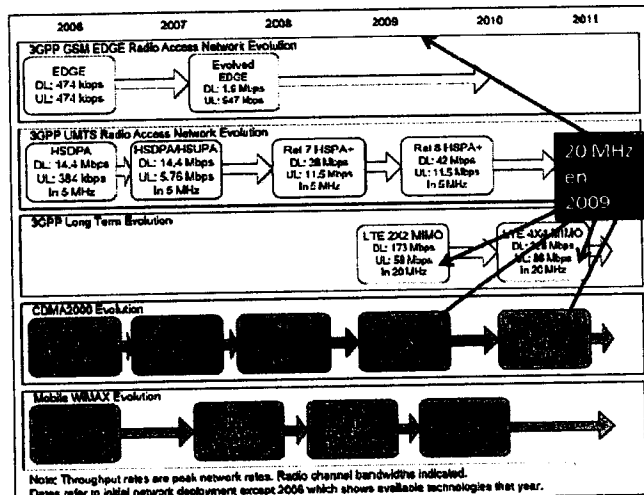 2006 2007 2008 2009 2010 2011
3GPP GSM EDGE Radio Access Network Evolution
EDGE
DL: 474 kbps
UL: 474 kbps
Evolved
EDGE
DL: 1.9 Mbps
UL: 947 kbps
3GPP UMTS Radio Access Network Evolution
HSDPA
DL: 14.4 Mbps
UL: 384 kbps
In 5 MHz
HSDPA/HSUPA
DL: 14.4 Mbps
UL: 5.76 Mbps
In 5 MHz
Rel 7 HSPA+
DL: 28 Mbps
UL: 11.5 Mbps
In 5 MHz
Rel 8 HSPA+
DL: 42 Mbps
UL: 11.5 Mbps
In 5 MHz
20 MHz
en
2009
3GPP Long Term Evolution
LTE 2X2 MIMO
DL: 173 Mbps
UL: 58 Mbps
In 20 MHz
LTE 4X4 MIMO
DL: Mbps
UL: 86 Mbps
In 20 MHz
CDMA2000 Evolution
Mobile WiMAX Evolution
Note: Throughput rates are peak network rates. Radio channel bandwidths indicated.
Dates refer to initial network deployment except 2006 which shows available technologies that year.